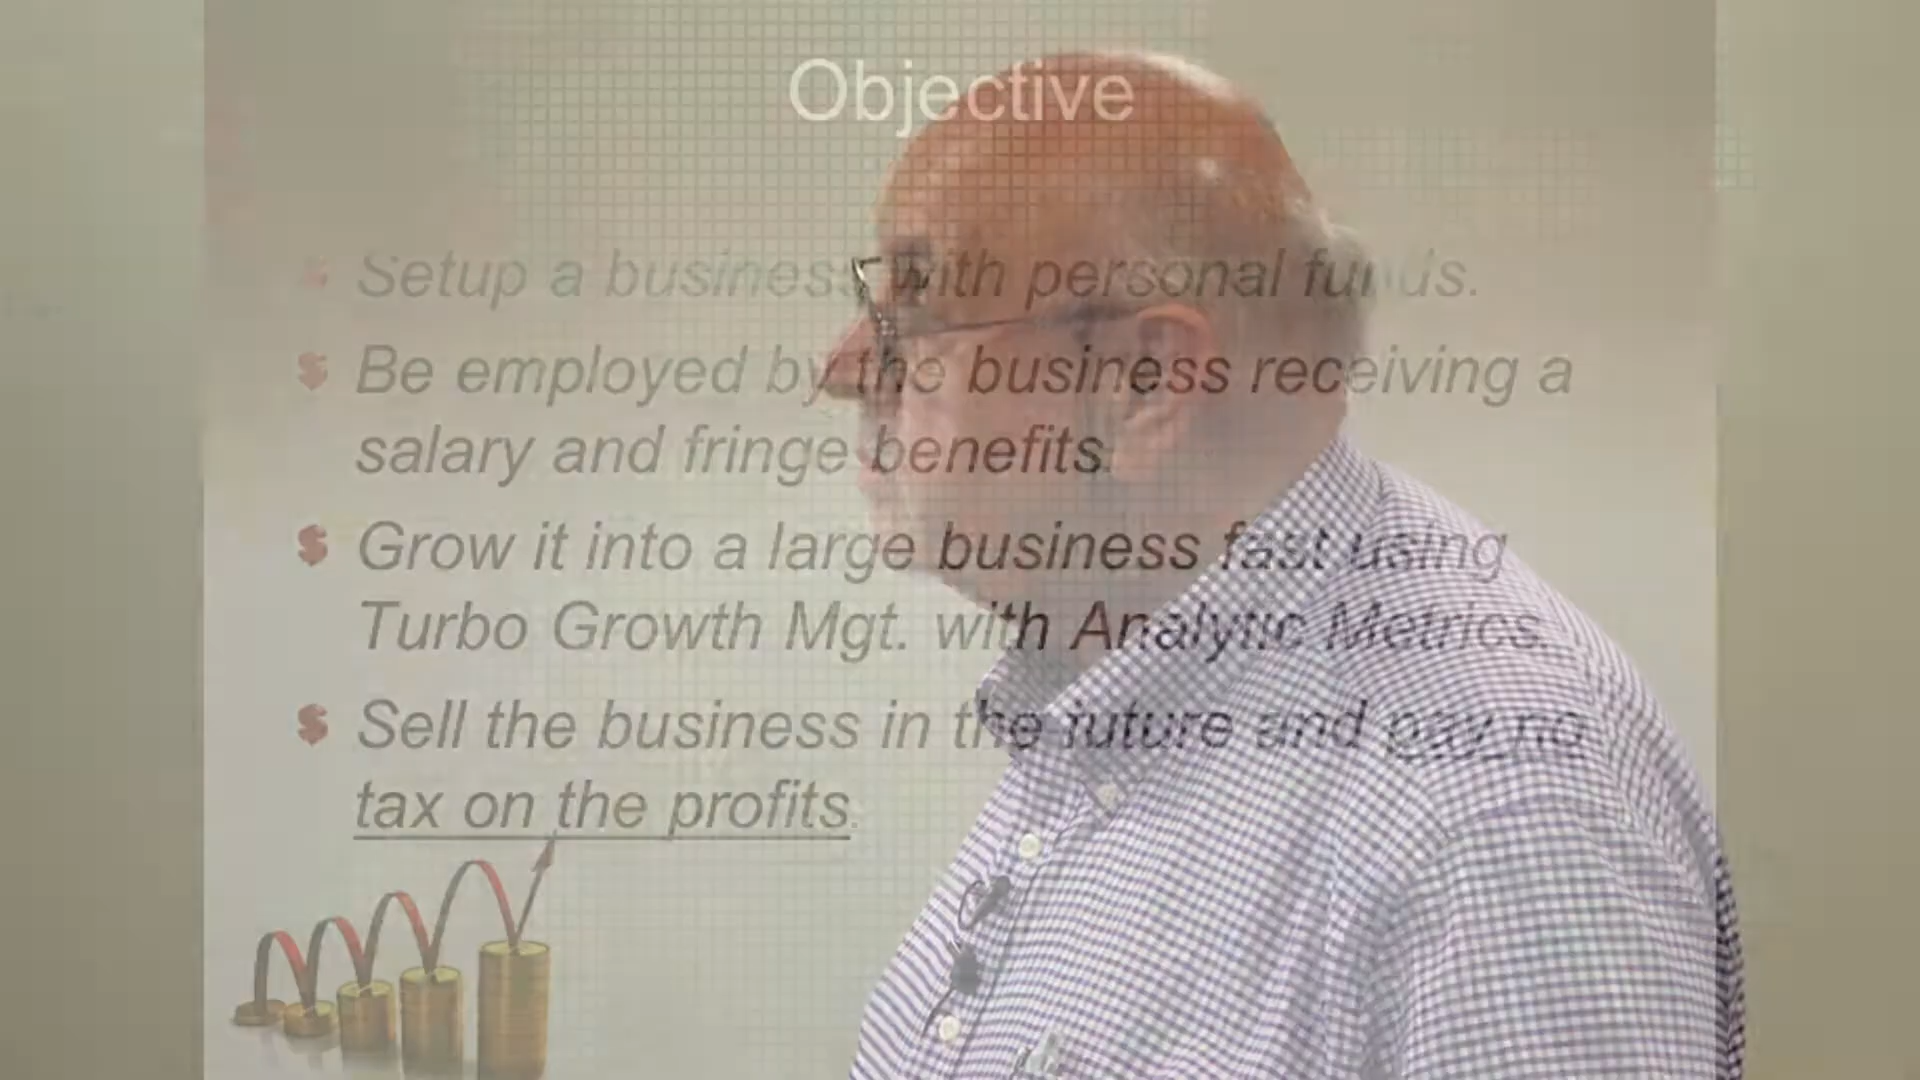 Objective
Setup a business with personal funds.
Be employed by the business receiving a
salary and fringe benefits.
Grow it into a large business fast using
Turbo Growth Mgt. with Analytic Metrics.
Sell the business in the future and pay no
tax on the profits.